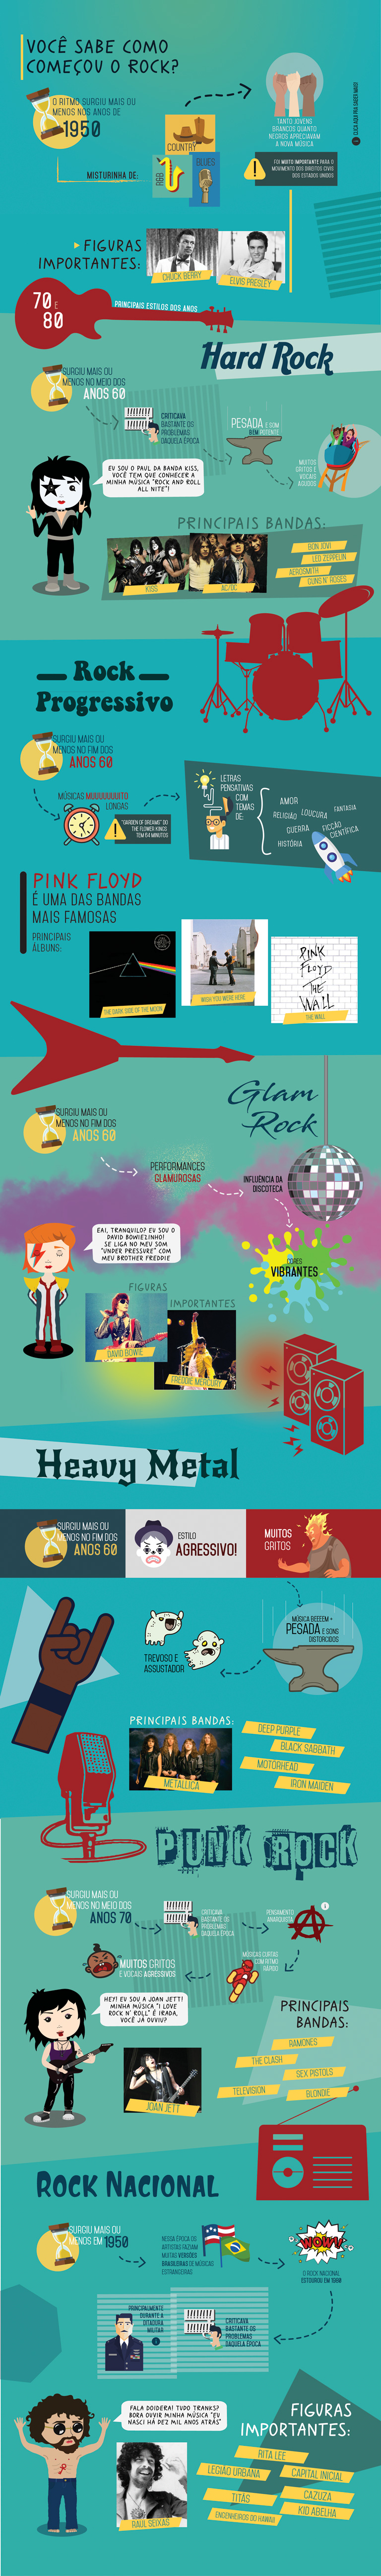 VOCÊ SABE COMO
COMEÇOU O ROCK?
O RITMO SURGIU MAIS OU
MENOS NOS ANOS DE
1950
MISTURINHA DE:
COUNTRY
R&B
BLUES
TANTO JOVENS
BRANCOS QUANTO
NEGROS APRECIAVAM
A NOVA MÚSICA
FOI MUITO IMPORTANTE PARA O
MOVIMENTO DOS DIREITOS CIVIS
DOS ESTADOS UNIDOS
CLICA AQUI PRA SABER MAIS!
FIGURAS
IMPORTANTES:
CHUCK BERRY
ELVIS PRESLEY
70 E
80
PRINCIPAIS ESTILOS DOS ANOS
Hard Rock
SURGIU MAIS OU
MENOS NO MEIO DOS
ANOS 60
CRITICAVA
BASTANTE OS
PROBLEMAS
DAQUELA ÉPOCA
PESADA E SOM
BEM POTENTE
MUITOS
GRITOS E
VOCAIS
AGUDOS
EU SOU O PAUL DA BANDA KISS,
VOCÊ TEM QUE CONHECER A
MINHA MÚSICA "ROCK AND ROLL
ALL NITE"!
PRINCIPAIS BANDAS:
KISS
AC/DC
BON JOVI
LED ZEPPELIN
AEROSMITH
GUNS N' ROSES
Rock
Progressivo
SURGIU MAIS OU
MENOS NO FIM DOS
ANOS 60
MÚSICAS MUUUUUUUITO
LONGAS
"GARDEN OF DREAMS" DO
THE FLOWER KINGS
TEM 64 MINUTOS
LETRAS
PENSATIVAS
COM
TEMAS
DE:
AMOR
RELIGIÃO
LOUCURA
FANTASIA
GUERRA
FICÇÃO
CIENTÍFICA
HISTÓRIA
PINK FLOYD
É UMA DAS BANDAS
MAIS FAMOSAS
PRINCIPAIS
ÁLBUNS:
THE DARK SIDE OF THE MOON
WISH YOU WERE HERE
PINK
FLOYD
THE
WALL
THE WALL
Glam
Rock
SURGIU MAIS OU
MENOS NO FIM DOS
ANOS 60
PERFORMANCES
GLAMUROSAS
INFLUÊNCIA DA
DISCOTECA
CORES
VIBRANTES
EAI, TRANQUILO? EU SOU O
DAVID BOWIEZINHO!
SE LIGA NO MEU SOM
"UNDER PRESSURE" COM
MEU BROTHER FREDDIE
FIGURAS
IMPORTANTES
DAVID BOWIE
FREDDIE MERCURY
Heavy Metal
SURGIU MAIS OU
MENOS NO FIM DOS
ANOS 60
ESTILO
AGRESSIVO!
MUITOS
GRITOS
MÚSICA BEEEM +
PESADA E SONS
DISTORCIDOS
TREVOSO E
ASSUSTADOR
PRINCIPAIS BANDAS:
METALLICA
DEEP PURPLE
BLACK SABBATH
MOTORHEAD
IRON MAIDEN
PUNK ROCK
SURGIU MAIS OU
MENOS NO MEIO DOS
ANOS 70
CRITICAVA
BASTANTE OS
PROBLEMAS
DAQUELA ÉPOCA
PENSAMENTO
ANARQUISTA
MÚSICAS CURTAS
COM RITMO
RÁPIDO
MUITOS GRITOS
E VOCAIS AGRESSIVOS
HEY! EU SOU A JOAN JETT!
MINHA MÚSICA "I LOVE
ROCK N' ROLL" É IRADA,
VOCÊ JÁ OUVIU?
JOAN JETT
PRINCIPAIS
BANDAS:
RAMONES
THE CLASH
SEX PISTOLS
TELEVISION
BLONDIE
ROCK NACIONAL
SURGIU MAIS OU
MENOS EM 1950
NESSA ÉPOCA OS
ARTISTAS FAZIAM
MUITAS VERSÕES
BRASILEIRAS DE MÚSICAS
ESTRANGEIRAS
WOW!
O ROCK NACIONAL
ESTOUROU EM 1980
CRITICAVA
BASTANTE OS
PROBLEMAS
DAQUELA ÉPOCA
PRINCIPALMENTE
DURANTE A
DITADURA
MILITAR
FALA DOIDERA! TUDO TRANKS?
BORA OUVIR MINHA MÚSICA "EU
NASCI HÁ DEZ MIL ANOS ATRÁS"
RAUL SEIXAS
FIGURAS
IMPORTANTES:
RITA LEE
LEGIÃO URBANA
CAPITAL INICIAL
TITÃS
CAZUZA
ENGENHEIROS DO HAWAII
KID ABELHA